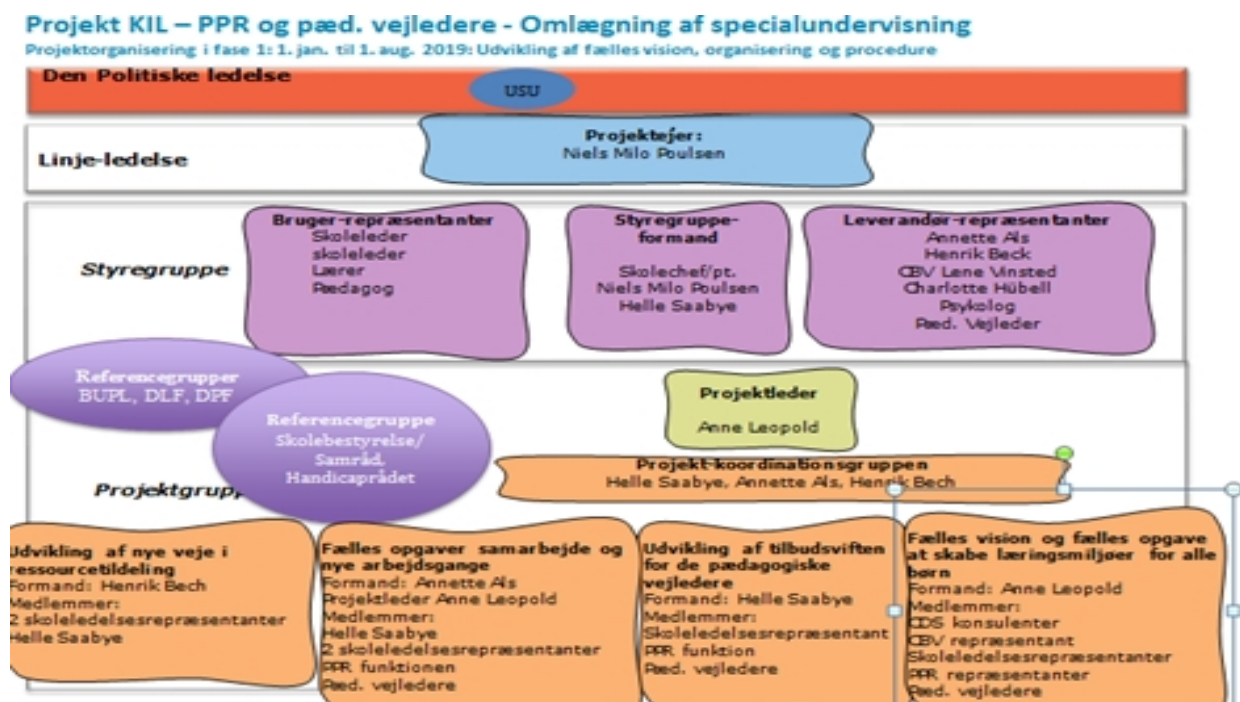 Projekt KIL – PPR og pæd. vejledere - Omlægning af specialundervisning
Projektorganisering i fase 1: 1. jan. til 1. aug. 2019: Udvikling af fælles vision, organisering og procedure
Den Politiske ledelse
USU
Linje-ledelse
Projektejer:
Niels Milo Poulsen
Styregruppe
Bruger-repræsentanter
Skoleleder
skoleleder
Lærer
Pædagog
Styregruppe-
formand
Skolechef/pt.
Niels Milo Poulsen
Helle Saabye
Leverandør-repræsentanter
Annette Als
Henrik Beck
CBV Lene Vinsted
Charlotte Hübell
Psykolog
Pæd. Vejleder
Referencegrupper
BUPL, DLF, DPF
Referencegruppe
Skolebestyrelse/
Samråd,
Handicaprådet
Projektleder
Anne Leopold
Projektgrupp
Projekt-koordinationsgruppen
Helle Saabye, Annette Als, Henrik Bech
Udvikling af nye veje i
ressourcetildeling
Formand: Henrik Bech
Medlemmer:
2 skoleledelsesrepræsentanter
Helle Saabye
Fælles opgaver samarbejde og
nye arbejdsgange
Formand: Annette Als
Projektleder Anne Leopold
Medlemmer:
Helle Saabye
2 skoleledelsesrepræsentanter
PPR funktionen
Pæd. vejledere
Udvikling af tilbudsviften
for de pædagogiske
vejledere
Formand: Helle Saabye
Medlemmer:
Skoleledelsesrepræsentant
PPR funktion
Pæd. vejledere
Fælles vision og fælles opgave
at skabe læringsmiljøer for alle
børn
Formand: Anne Leopold
Medlemmer:
CDS konsulenter
CBV repræsentant
Skoleledelsesrepræsentanter
PPR repræsentanter
Pæd. vejledere